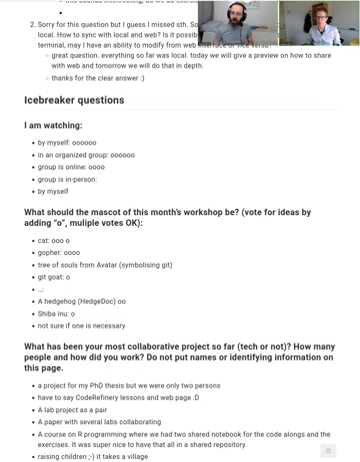 2. Sorry for this question but I guess I missed sth. So
local. How to sync with local and web? Is it possib
terminal, may I have an ability to modify from web
great question. everything so far was local. today we will give a preview on how to share
with web and tomorrow we will do that in depth.
thanks for the clear answer :)
Icebreaker questions
I am watching:
by myself: oooooo
in an organized group: oooooo
group is online: oooo
group is in-person:
by myself
What should the mascot of this month's workshop be? (vote for ideas by
adding "o", muliple votes OK):
cat: ooo o
gopher: oooo
tree of souls from Avatar (symbolising git)
git goat: o
...:
A hedgehog (HedgeDoc) oo
Shiba inu: o
not sure if one is necessary
What has been your most collaborative project so far (tech or not)? How many
people and how did you work? Do not put names or identifying information on
this page.
a project for my PhD thesis but we were only two persons
have to say CodeRefinery lessons and web page :D
A lab project as a pair
A paper with several labs collaborating
A course on R programming where we had two shared notebook for the code alongs and the
exercises. It was super nice to have that all in a shared repository.
raising children ;-) it takes a village